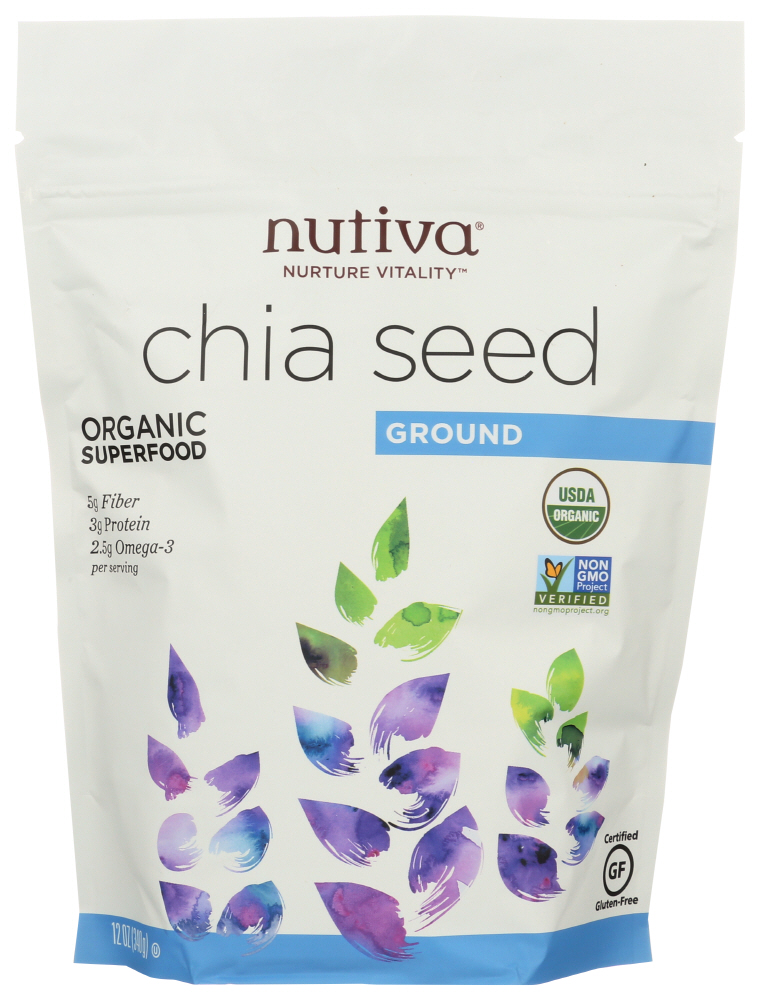 nutiva®
NURTURE VITALITY™
chia seed
ORGANIC
SUPERFOOD
GROUND
5g Fiber
3g Protein
2.5g Omega-3
per serving
USDA
ORGANIC
NON
GMO
Project
VERIFIED
nongmoproject.org
Certified
GF
Gluten-Free
12 OZ (340g) U